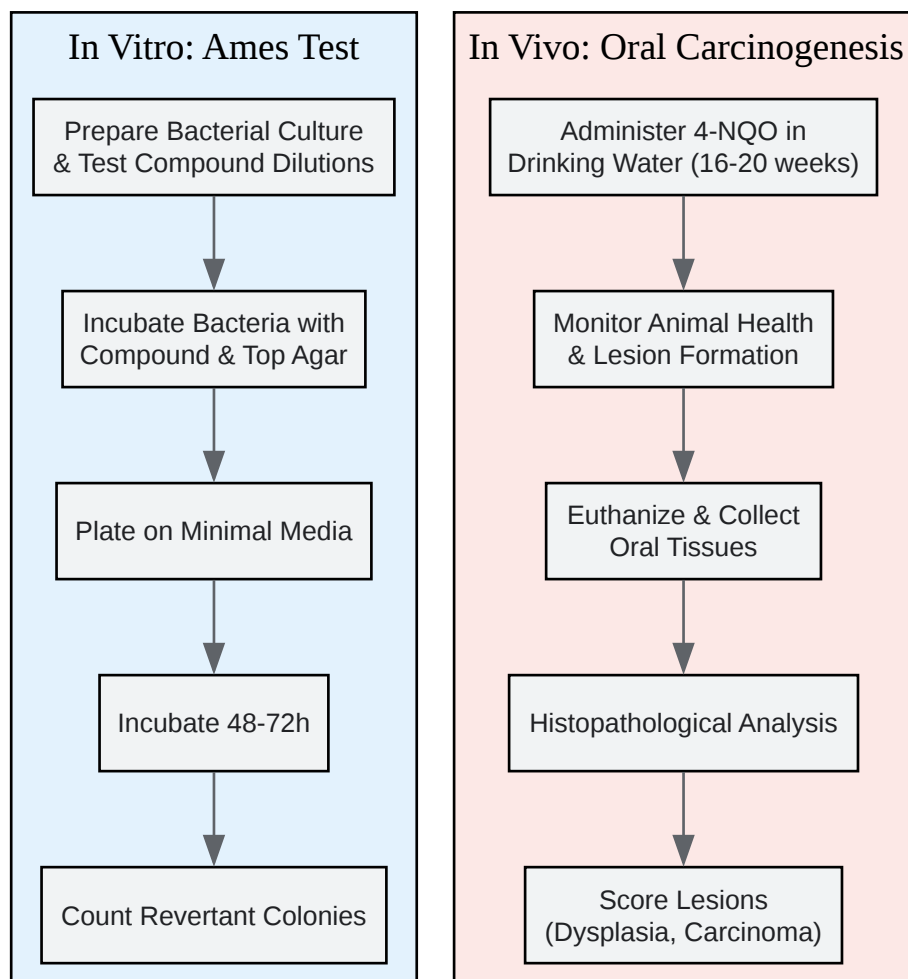 In Vitro: Ames Test
Prepare Bacterial Culture
& Test Compound Dilutions
Incubate Bacteria with
Compound & Top Agar
Plate on Minimal Media
Incubate 48-72h
Count Revertant Colonies
In Vivo: Oral Carcinogenesis
Administer 4-NQO in
Drinking Water (16-20 weeks)
Monitor Animal Health
& Lesion Formation
Euthanize & Collect
Oral Tissues
Histopathological Analysis
Score Lesions
(Dysplasia, Carcinoma)